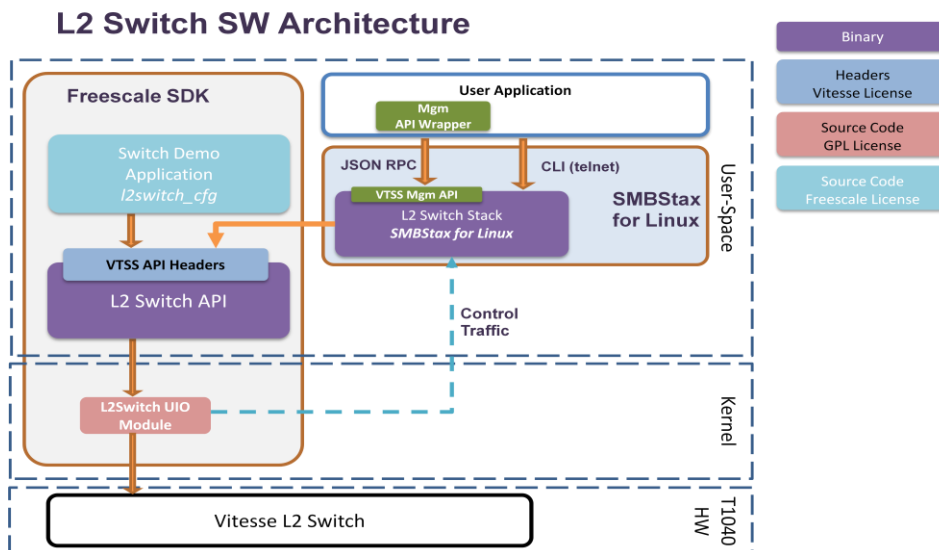 L2 Switch SW Architecture
Binary
Headers
Vitesse License
Source Code
GPL License
Source Code
Freescale License
Freescale SDK
Switch Demo
Application
l2switch_cfg
VTSS API Headers
L2 Switch API
User Application
Mgm
API Wrapper
JSON RPC
CLI (telnet)
VTSS Mgm API
L2 Switch Stack
SMBStax for Linux
SMBStax
for Linux
Control
Traffic
User-Space
L2Switch UIO
Module
Kernel
Vitesse L2 Switch
T1040
HW